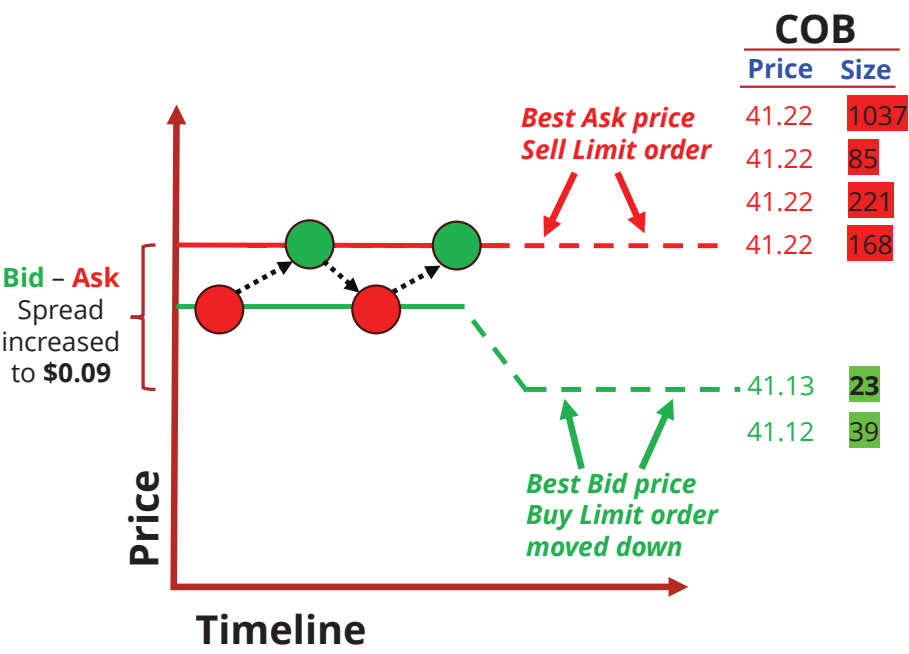 COB
Price Size
41.22 1037
41.22 85
41.22 221
41.22 168
41.13 23
41.12 39
Best Ask price
Sell Limit order
Bid – Ask
Spread
increased
to $0.09
Best Bid price
Buy Limit order
moved down
Price
Timeline